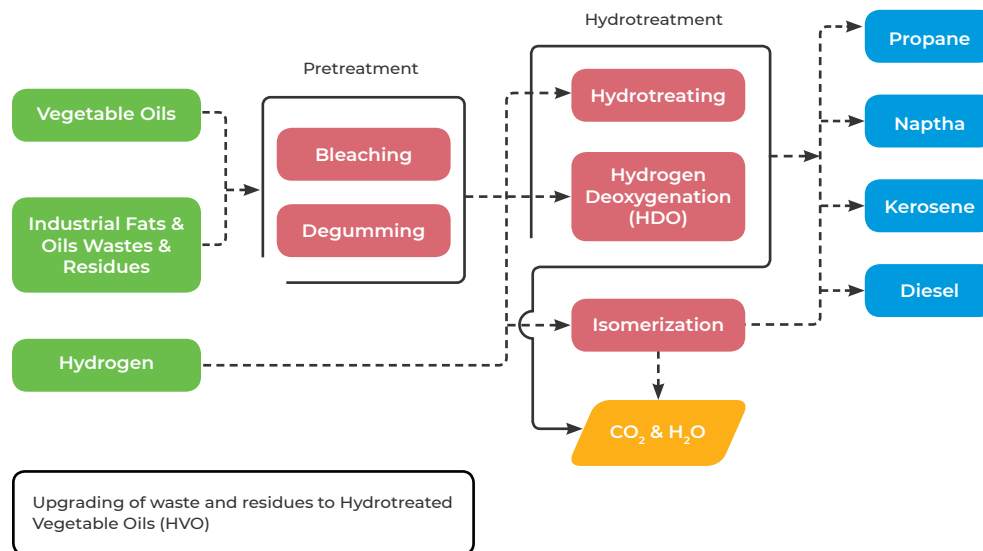 Hydrotreatment
Pretreatment
Vegetable Oils
Industrial Fats &
Oils Wastes &
Residues
Hydrogen
Bleaching
Degumming
Hydrotreating
Hydrogen
Deoxygenation
(HDO)
Isomerization
CO₂ & H₂O
Propane
Naptha
Kerosene
Diesel
Upgrading of waste and residues to Hydrotreated
Vegetable Oils (HVO)